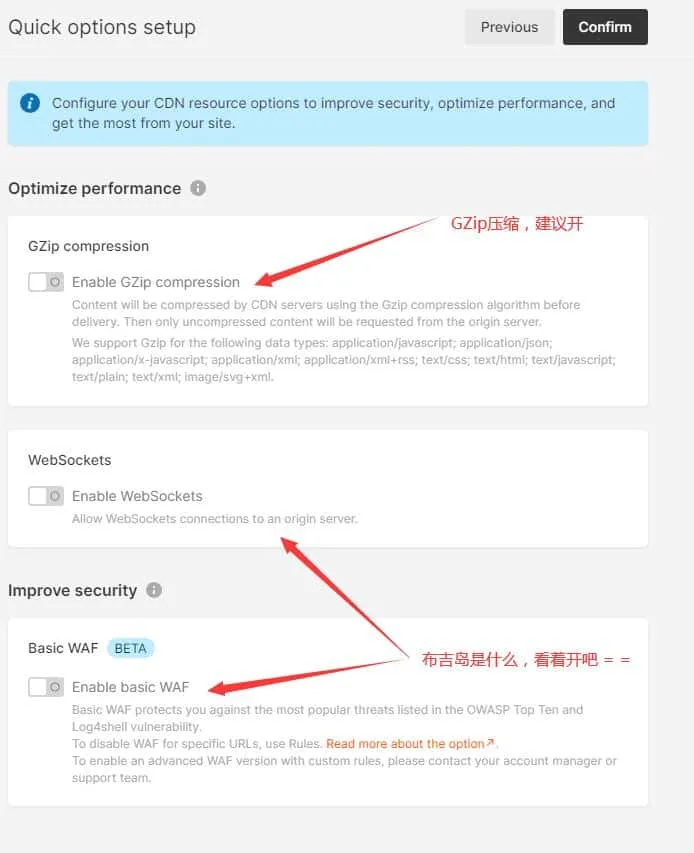 Quick options setup
Previous
Confirm
Configure your CDN resource options to improve security, optimize performance, and
get the most from your site.
Optimize performance
GZip压缩，建议开
GZip compression
Enable GZip compression
Content will be compressed by CDN servers using the Gzip compression algorithm before
delivery. Then only uncompressed content will be requested from the origin server.
We support Gzip for the following data types: application/javascript; application/json;
application/x-javascript; application/xml; application/xml+rss; text/css; text/html; text/javascript;
text/plain; text/xml; image/svg+xml.
WebSockets
Enable WebSockets
Allow WebSockets connections to an origin server.
Improve security
Basic WAF BETA
布吉岛是什么，看着开吧 = =
Enable basic WAF
Basic WAF protects you against the most popular threats listed in the OWASP Top Ten and
Log4shell vulnerability.
To disable WAF for specific URLs, use Rules. Read more about the option↗.
To enable an advanced WAF version with custom rules, please contact your account manager or
support team.